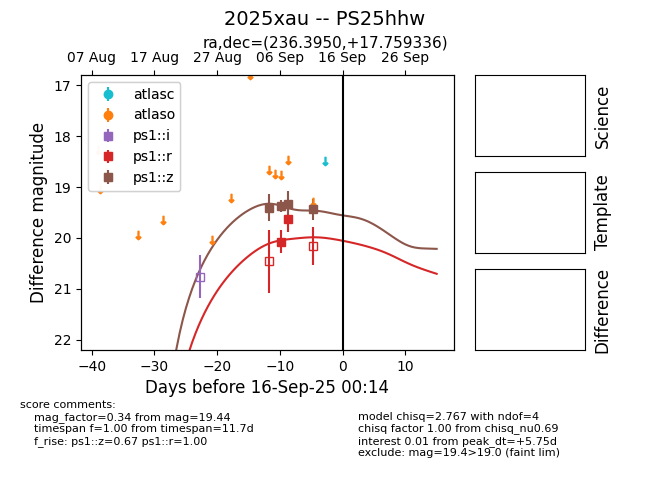 2025xau -- PS25hhw
ra,dec=(236.3950,+17.759336)
07 Aug 17 Aug 27 Aug 06 Sep 16 Sep 26 Sep
atlasc
atlaso
ps1::i
ps1::r
ps1::z
17
18
19
20
21
22
Difference magnitude
−40 −30 −20 −10 0 10
Days before 16-Sep-25 00:14
Science
Template
Difference
score comments:
mag_factor=0.34 from mag=19.44
timespan f=1.00 from timespan=11.7d
f_rise: ps1::z=0.67 ps1::r=1.00
model chisq=2.767 with ndof=4
chisq factor 1.00 from chisq_nu0.69
interest 0.01 from peak_dt=+5.75d
exclude: mag=19.4>19.0 (faint lim)